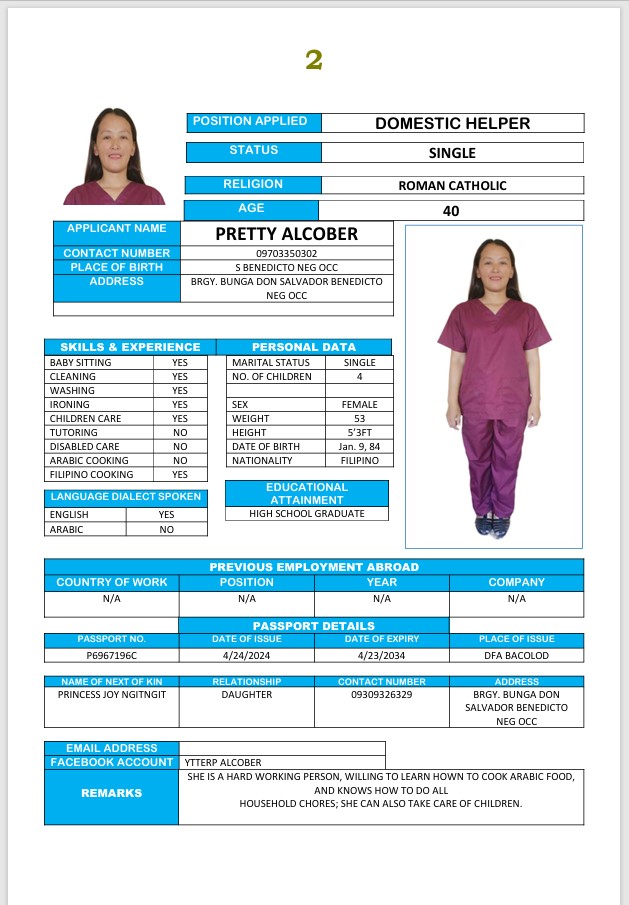 2
POSITION APPLIED DOMESTIC HELPER
STATUS SINGLE
RELIGION ROMAN CATHOLIC
AGE 40
APPLICANT NAME PRETTY ALCOBER
CONTACT NUMBER 09703350302
PLACE OF BIRTH S BENEDICTO NEG OCC
ADDRESS BRGY. BUNGA DON SALVADOR BENEDICTO
NEG OCC
SKILLS & EXPERIENCE PERSONAL DATA
BABY SITTING YES MARITAL STATUS SINGLE
CLEANING YES NO. OF CHILDREN 4
WASHING YES
IRONING YES SEX FEMALE
CHILDREN CARE YES WEIGHT 53
TUTORING NO HEIGHT 5'3FT
DISABLED CARE NO DATE OF BIRTH Jan. 9, 84
ARABIC COOKING NO NATIONALITY FILIPINO
FILIPINO COOKING YES
EDUCATIONAL
ATTAINMENT
HIGH SCHOOL GRADUATE
LANGUAGE DIALECT SPOKEN
ENGLISH YES
ARABIC NO
PREVIOUS EMPLOYMENT ABROAD
COUNTRY OF WORK POSITION YEAR COMPANY
N/A N/A N/A N/A
PASSPORT DETAILS
PASSPORT NO. DATE OF ISSUE DATE OF EXPIRY PLACE OF ISSUE
P6967196C 4/24/2024 4/23/2034 DFA BACOLOD
NAME OF NEXT OF KIN RELATIONSHIP CONTACT NUMBER ADDRESS
PRINCESS JOY NGITNGIT DAUGHTER 09309326329 BRGY. BUNGA DON
SALVADOR BENEDICTO
NEG OCC
EMAIL ADDRESS
FACEBOOK ACCOUNT YTTERP ALCOBER
REMARKS SHE IS A HARD WORKING PERSON, WILLING TO LEARN HOWN TO COOK ARABIC FOOD,
AND KNOWS HOW TO DO ALL
HOUSEHOLD CHORES; SHE CAN ALSO TAKE CARE OF CHILDREN.